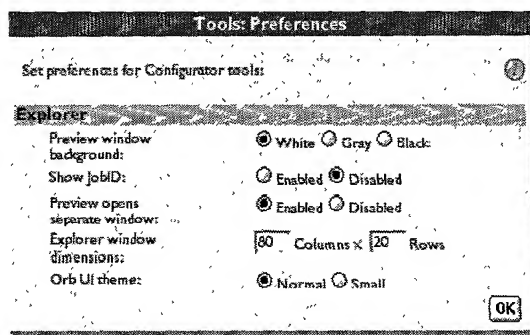 Tools: Preferences
Set preferences for Configurator tools:
Explorer
Preview window background: White Gray Black
Show JobID: Enabled Disabled
Preview opens separate window: Enabled Disabled
Explorer window dimensions: 80 Columns x 20 Rows
Orb UI theme: Normal Small
OK